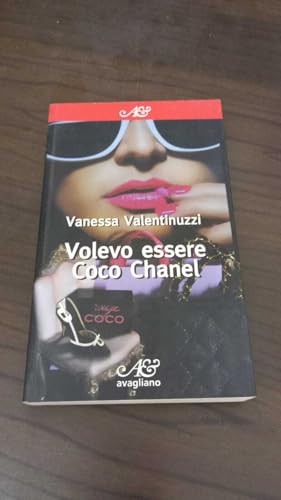 A&
Vanessa Valentinuzzi
Volevo essere
Coco Chanel
COCO
A&
avagliano